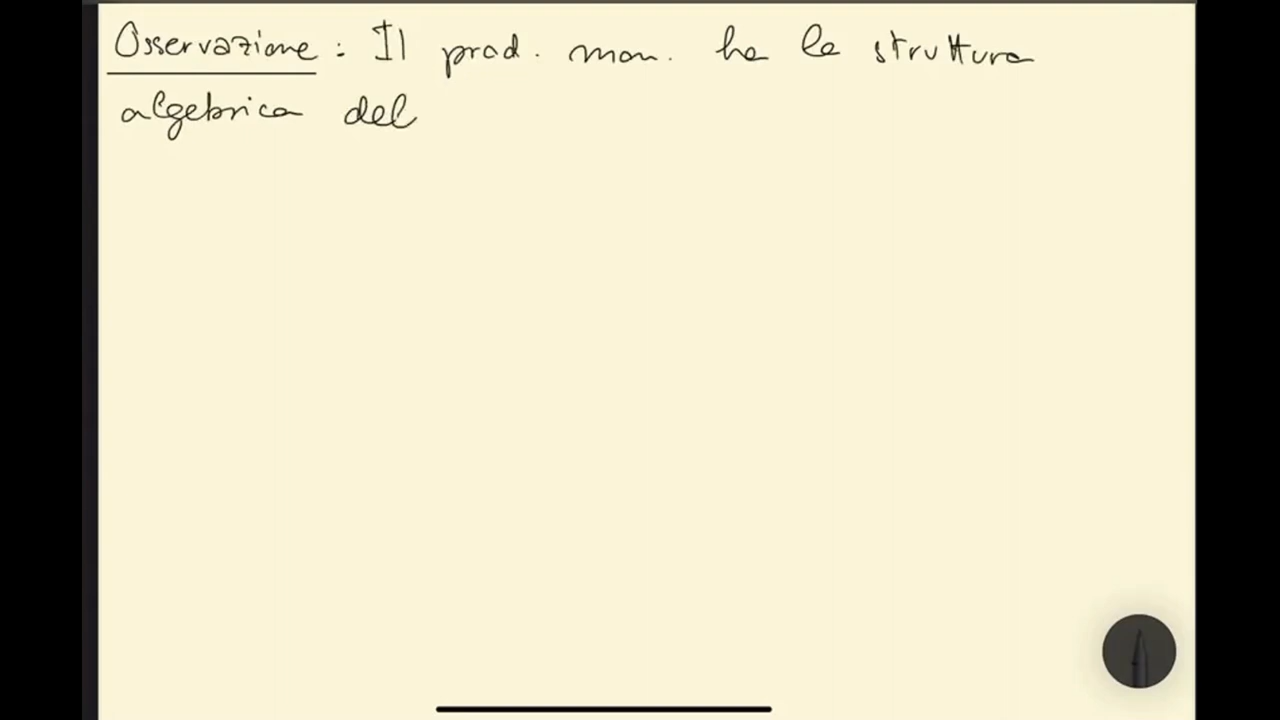 Osservazione : Il prod. mon. ha la struttura
algebrica del